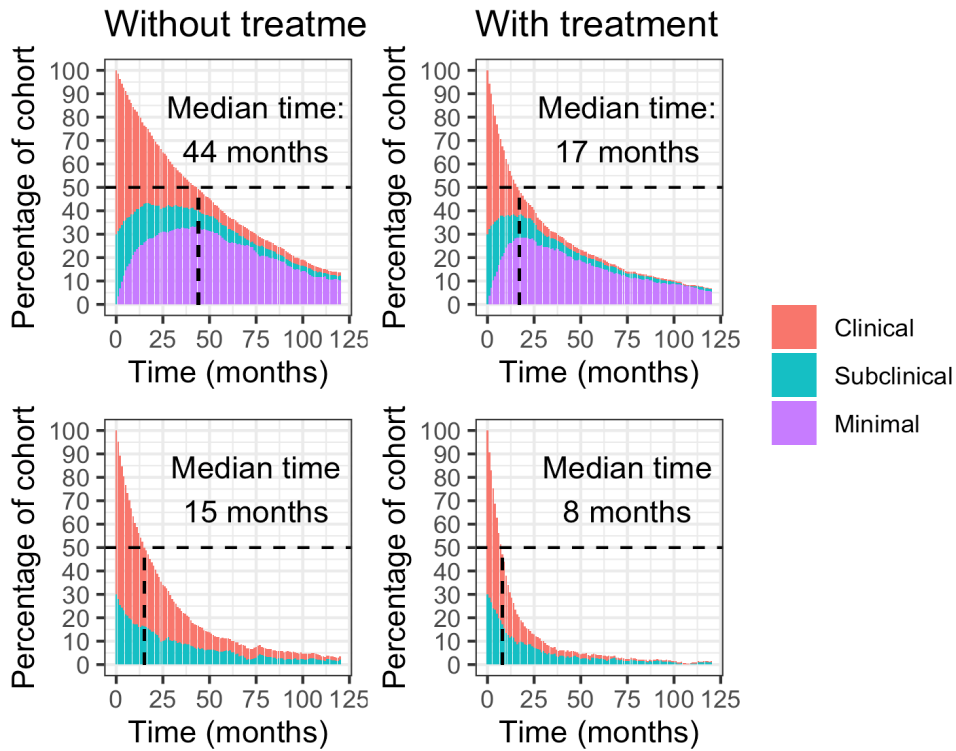 Without treatme
With treatment
Percentage of cohort
100
90
80
70
60
50
40
30
20
10
0
Median time:
44 months
0 25 50 75 100 125
Time (months)
Percentage of cohort
100
90
80
70
60
50
40
30
20
10
0
Median time:
17 months
0 25 50 75 100 125
Time (months)
Percentage of cohort
100
90
80
70
60
50
40
30
20
10
0
Median time
15 months
0 25 50 75 100 125
Time (months)
Percentage of cohort
100
90
80
70
60
50
40
30
20
10
0
Median time
8 months
0 25 50 75 100 125
Time (months)
Clinical
Subclinical
Minimal